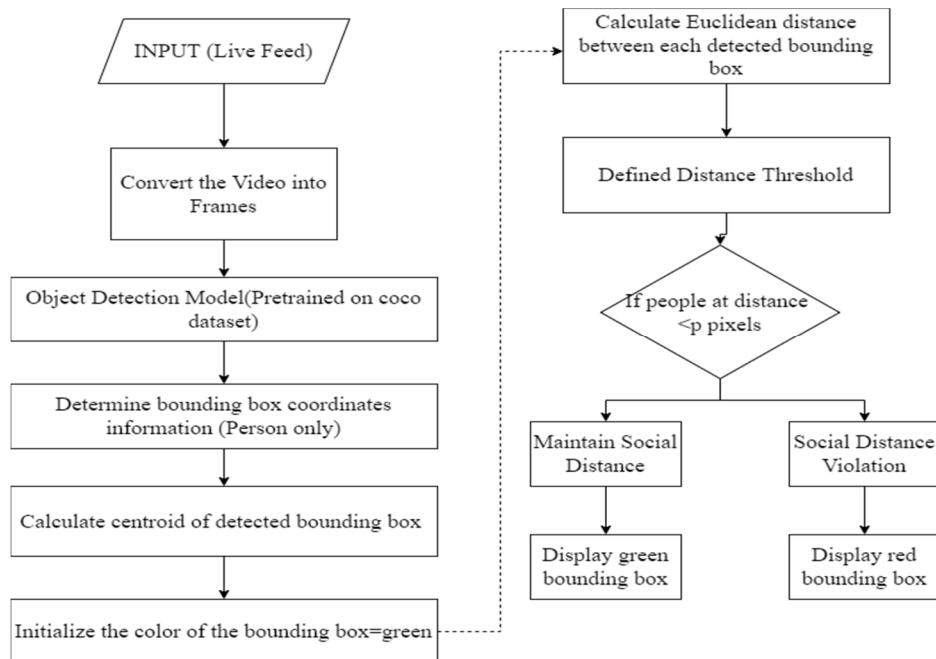 INPUT (Live Feed)
Convert the Video into
Frames
Object Detection Model(Pretrained on coco
dataset)
Determine bounding box coordinates
information (Person only)
Calculate centroid of detected bounding box
Initialize the color of the bounding box=green
Calculate Euclidean distance
between each detected bounding
box
Defined Distance Threshold
If people at distance
<p pixels
Maintain Social
Distance
Display green
bounding box
Social Distance
Violation
Display red
bounding box